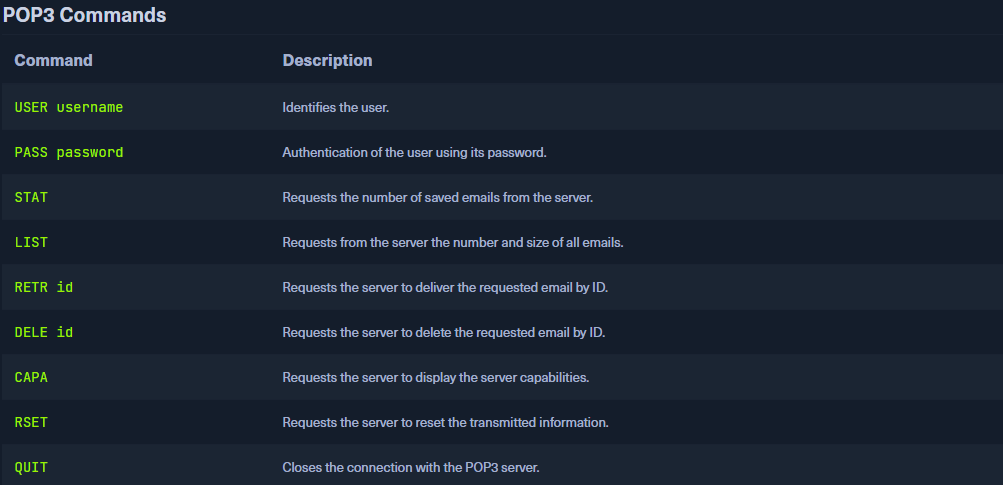 POP3 Commands
Command Description
USER username Identifies the user.
PASS password Authentication of the user using its password.
STAT Requests the number of saved emails from the server.
LIST Requests from the server the number and size of all emails.
RETR id Requests the server to deliver the requested email by ID.
DELE id Requests the server to delete the requested email by ID.
CAPA Requests the server to display the server capabilities.
RSET Requests the server to reset the transmitted information.
QUIT Closes the connection with the POP3 server.